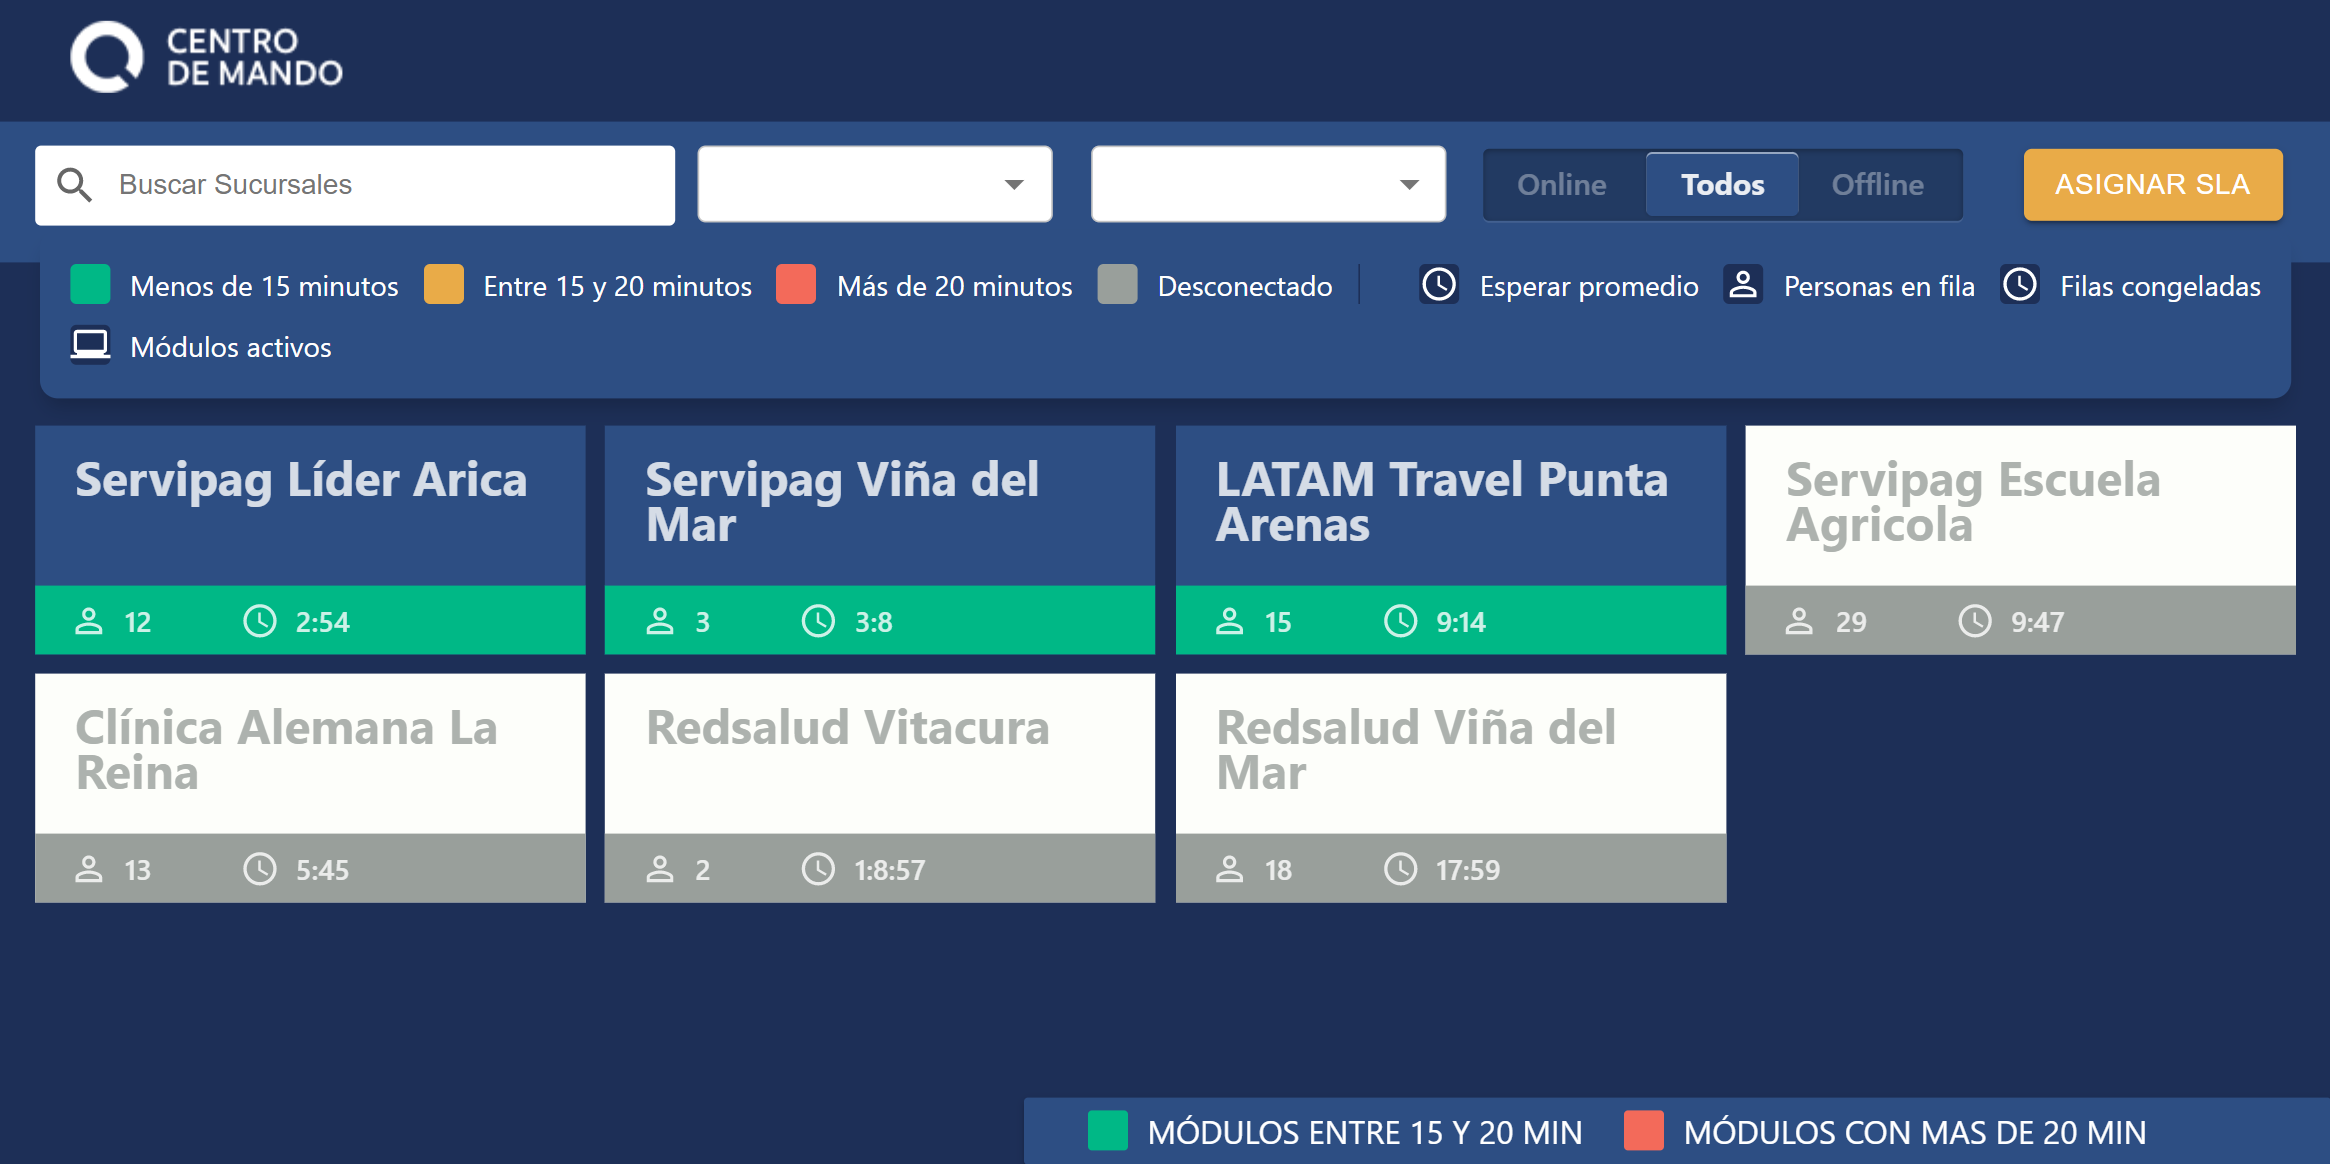 CENTRO
DE MANDO
Buscar Sucursales
Online Todos Offline
ASIGNAR SLA
Menos de 15 minutos Entre 15 y 20 minutos Más de 20 minutos Desconectado Esperar promedio Personas en fila Filas congeladas
Módulos activos
Servipag Líder Arica
12 2:54
Servipag Viña del
Mar
3 3:8
LATAM Travel Punta
Arenas
15 9:14
Servipag Escuela
Agricola
29 9:47
Clínica Alemana La
Reina
13 5:45
Redsalud Vitacura
2 1:8:57
Redsalud Viña del
Mar
18 17:59
MÓDULOS ENTRE 15 Y 20 MIN MÓDULOS CON MAS DE 20 MIN